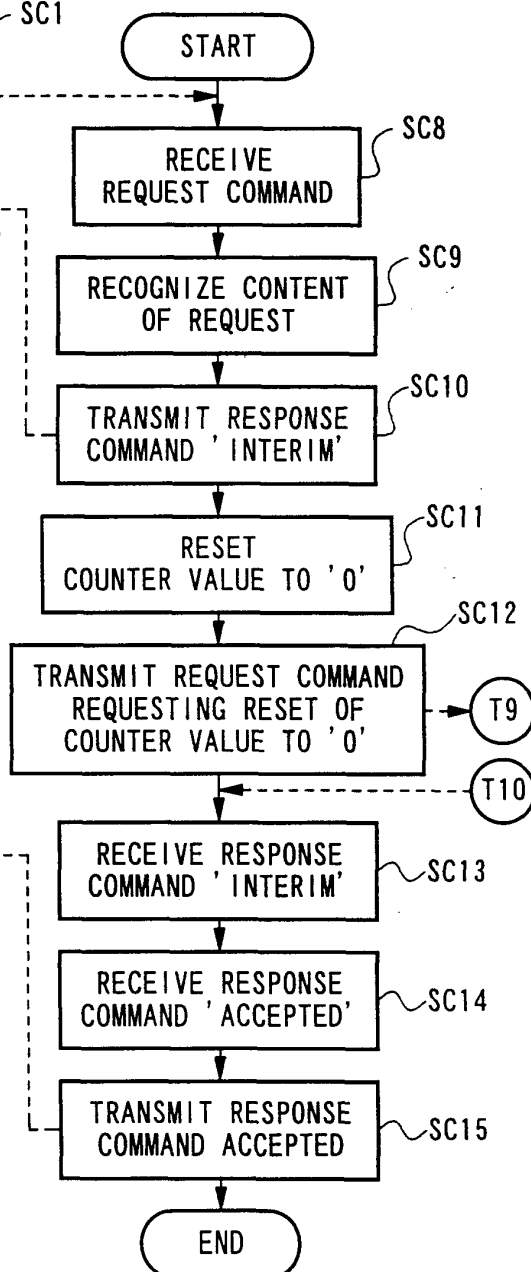 SC1
START
SC8
RECEIVE
REQUEST COMMAND
SC9
RECOGNIZE CONTENT
OF REQUEST
SC10
TRANSMIT RESPONSE
COMMAND 'INTERIM'
SC11
RESET
COUNTER VALUE TO '0'
SC12
TRANSMIT REQUEST COMMAND
REQUESTING RESET OF
COUNTER VALUE TO '0'
T9
T10
RECEIVE RESPONSE
COMMAND 'INTERIM'
SC13
RECEIVE RESPONSE
COMMAND 'ACCEPTED'
SC14
TRANSMIT RESPONSE
COMMAND ACCEPTED
SC15
END